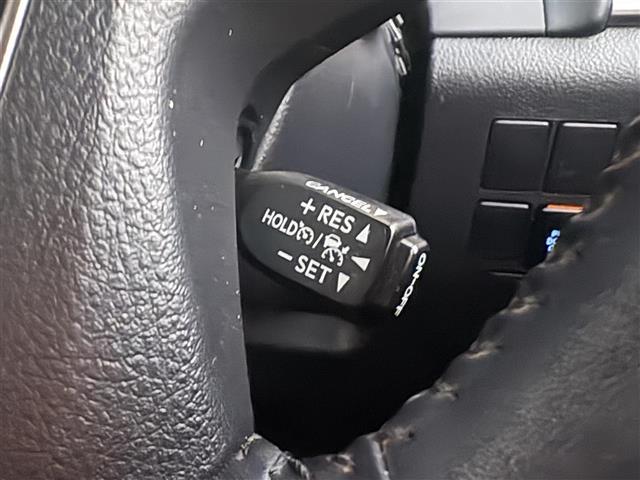 CANCEL
+ RES
HOLD /
- SET
ON-OFF